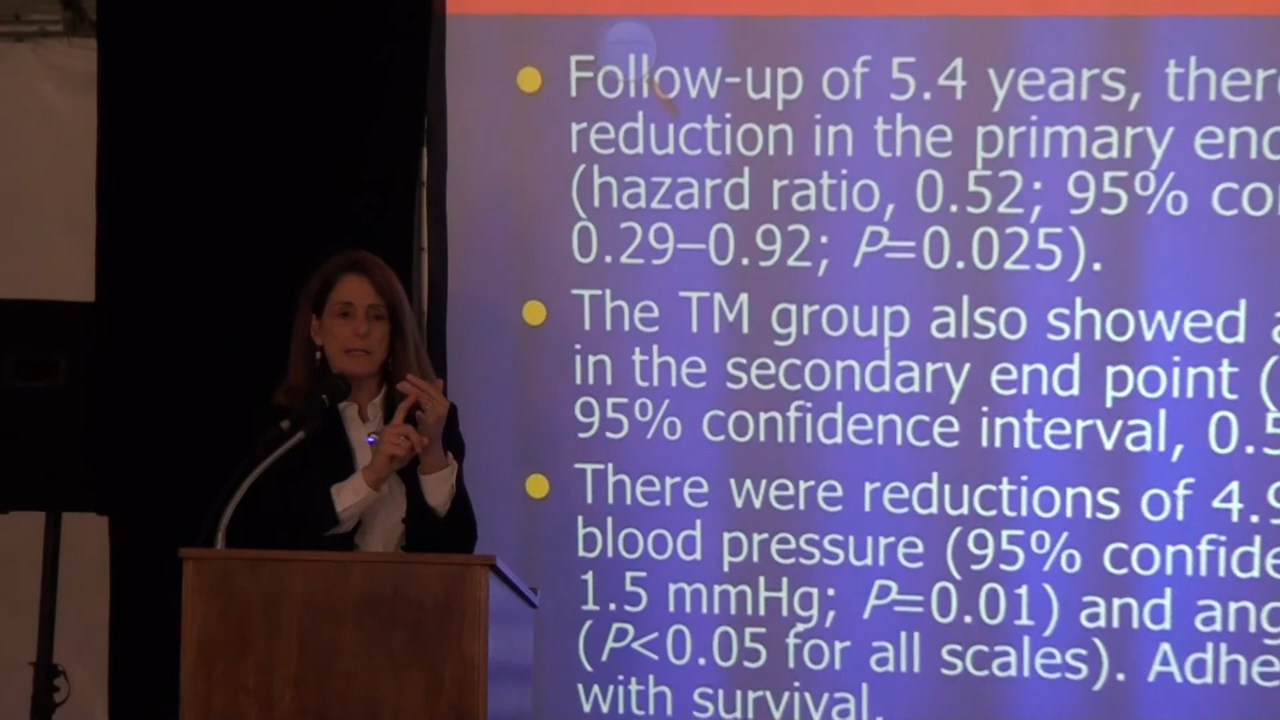 Follow-up of 5.4 years, ther
reduction in the primary end
(hazard ratio, 0.52; 95% co
0.29–0.92; P=0.025).
The TM group also showed
in the secondary end point (
95% confidence interval, 0.5
There were reductions of 4.9
blood pressure (95% confide
1.5 mmHg; P=0.01) and ang
(P<0.05 for all scales). Adhe
with survival.